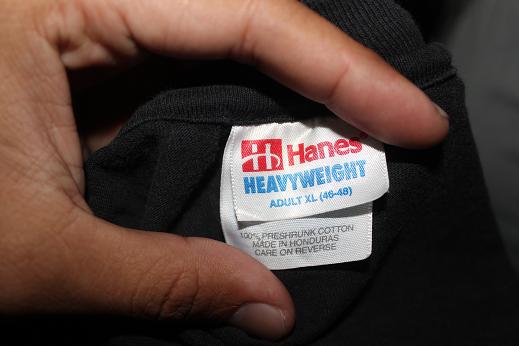 Hanes
HEAVYWEIGHT
ADULT XL (46-48)
100% PRESHRUNK COTTON
MADE IN HONDURAS
CARE ON REVERSE